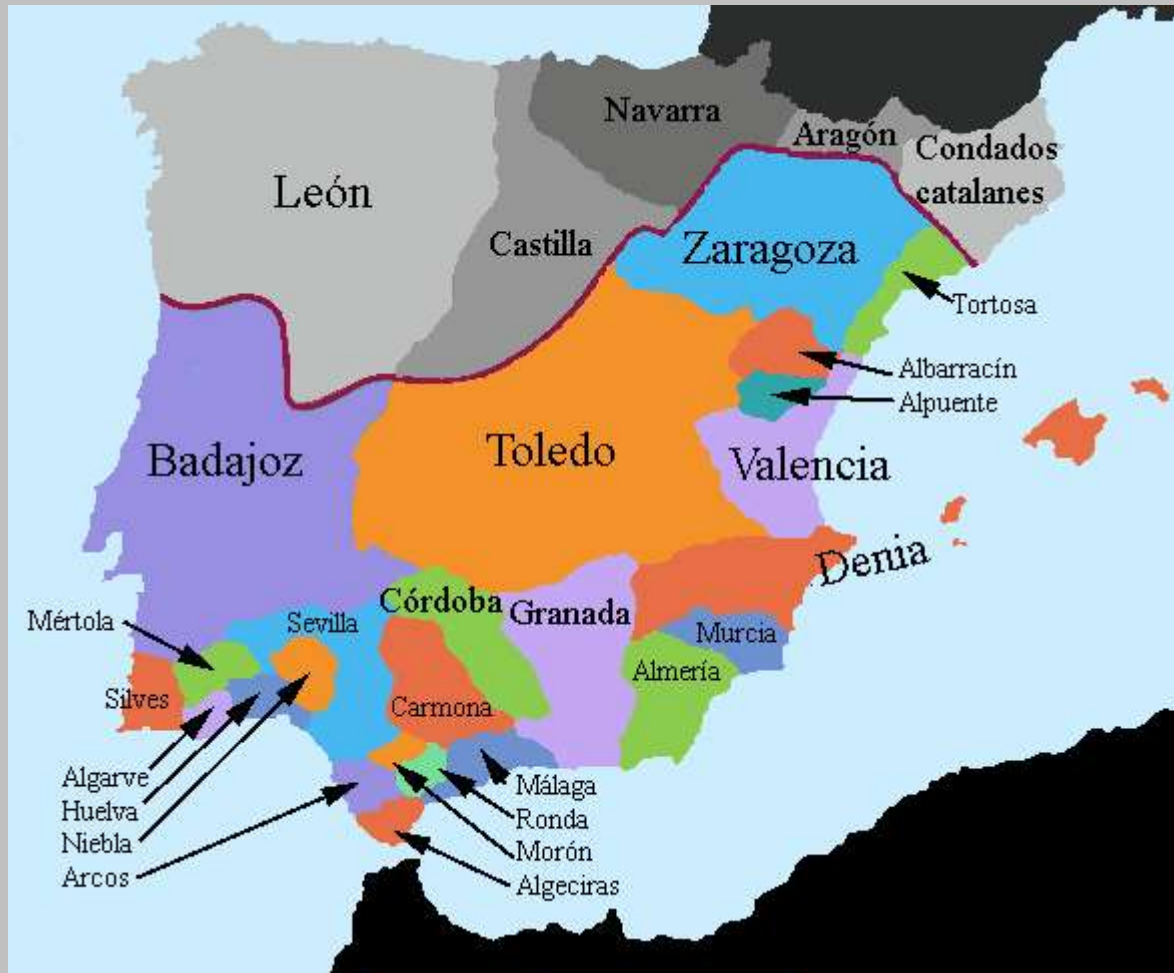 Navarra
Aragón
Condados
catalanes
León
Castilla
Zaragoza
Tortosa
Albarracín
Alpuente
Badajoz
Toledo
Valencia
Denia
Córdoba
Granada
Mértola
Sevilla
Murcia
Almería
Silves
Carmona
Algarve
Huelva
Niebla
Arcos
Málaga
Ronda
Morón
Algeciras